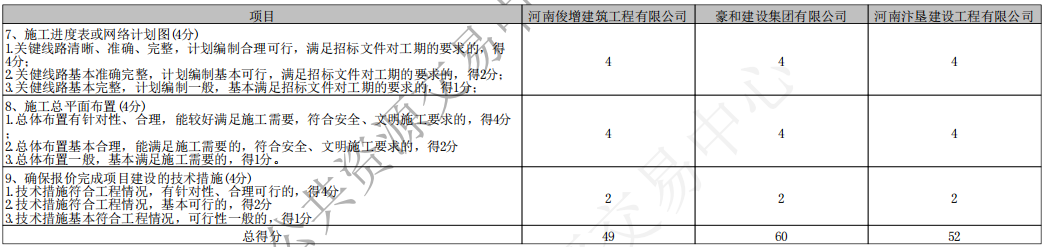 项目 河南俊增建筑工程有限公司 豪和建设集团有限公司 河南汴垦建设工程有限公司
7、施工进度表或网络计划图(4分)
1.关键线路清晰、准确、完整，计划编制合理可行，满足招标文件对工期的要求的，得
4分；
2.关健线路基本准确完整，计划编制基本可行，满足招标文件对工期的要求的，得2分；
3.关健线路基本完整，计划编制一般，基本满足招标文件对工期的要求的，得1分；
4 4 4
8、施工总平面布置(4分)
1.总体布置有针对性、合理，能较好满足施工需要，符合安全、文明施工要求的，得4分
；
2.总体布置基本合理，能满足施工需要的，符合安全、文明施工要求的，得2分
3.总体布置一般，基本满足施工需要的，得1分。
4 4 4
9、确保报价完成项目建设的技术措施(4分)
1.技术措施符合工程情况，有针对性、合理可行的，得4分
2.技术措施符合工程情况，基本可行的，得2分
3.技术措施基本符合工程情况，可行性一般的，得1分
2 2 2
总得分 49 60 52
公共资源交易中
交易中心